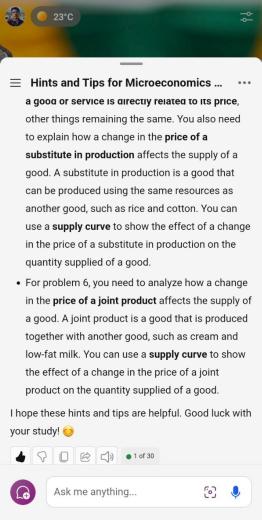 23°C
Hints and Tips for Microeconomics ...
a good or service is directly related to its price,
other things remaining the same. You also need
to explain how a change in the price of a
substitute in production affects the supply of a
good. A substitute in production is a good that
can be produced using the same resources as
another good, such as rice and cotton. You can
use a supply curve to show the effect of a change
in the price of a substitute in production on the
quantity supplied of a good.
• For problem 6, you need to analyze how a change
in the price of a joint product affects the supply of
a good. A joint product is a good that is produced
together with another good, such as cream and
low-fat milk. You can use a supply curve to show
the effect of a change in the price of a joint
product on the quantity supplied of a good.
I hope these hints and tips are helpful. Good luck with
your study! 😊
1 of 30
Ask me anything...